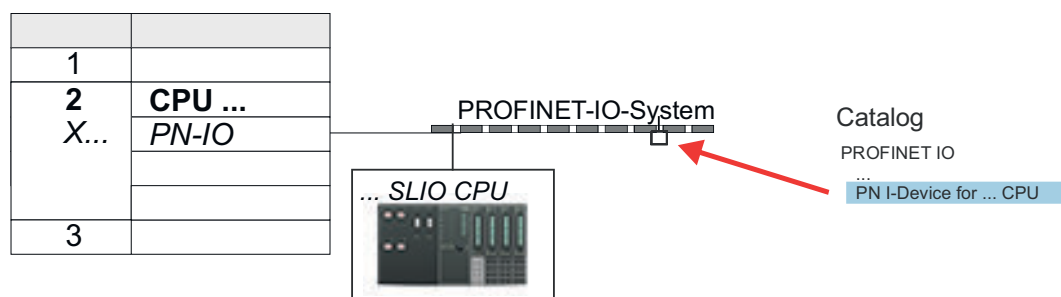 1
2 CPU ...
X... PN-IO
3
PROFINET-IO-System
... SLIO CPU
Catalog
PROFINET IO
...
PN I-Device for ... CPU